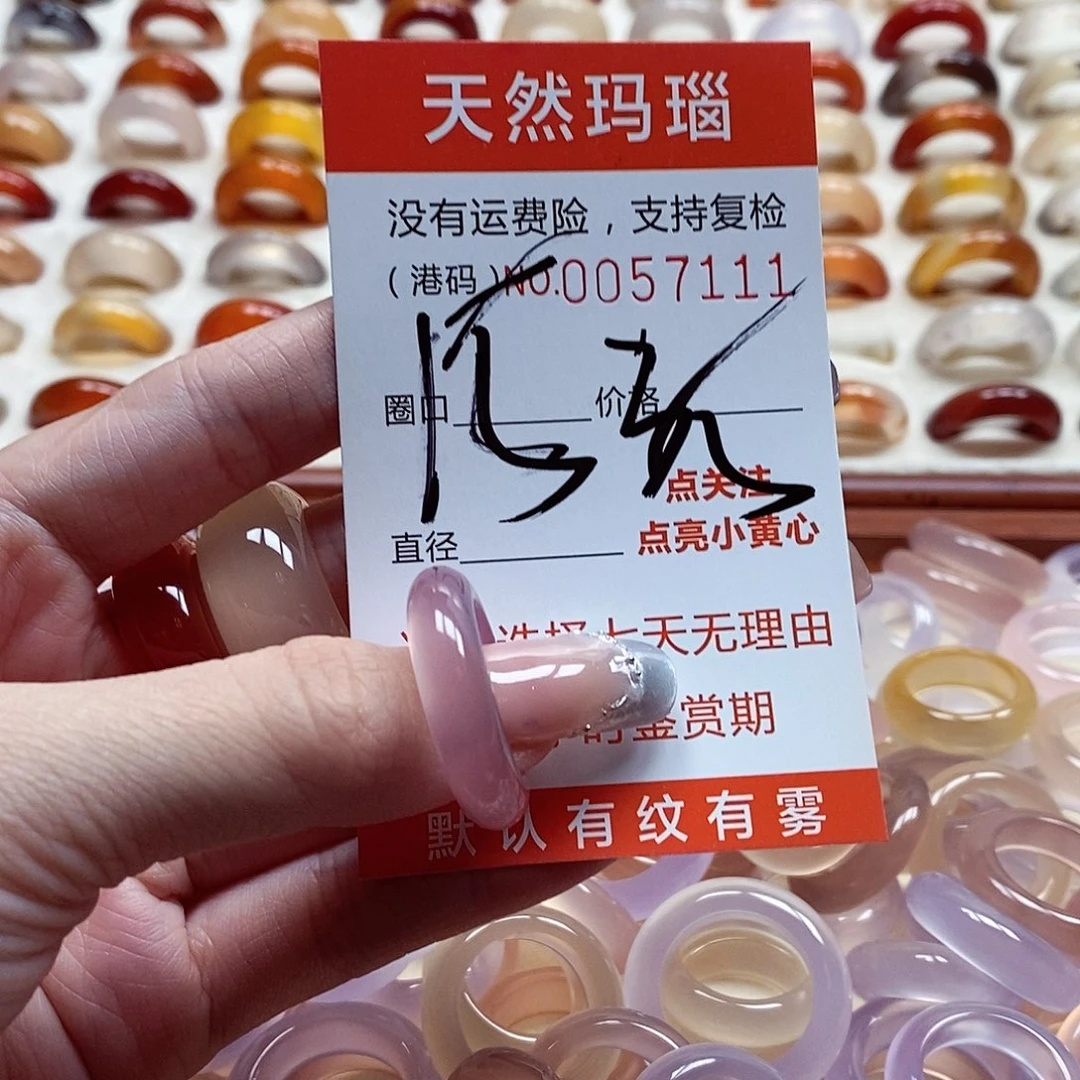 天然玛瑙
没有运费险，支持复检
(港码)NO.0057111
圈口 价格
点关注
直径 点亮小黄心
选择七天无理由
鉴赏期
默认有纹有雾